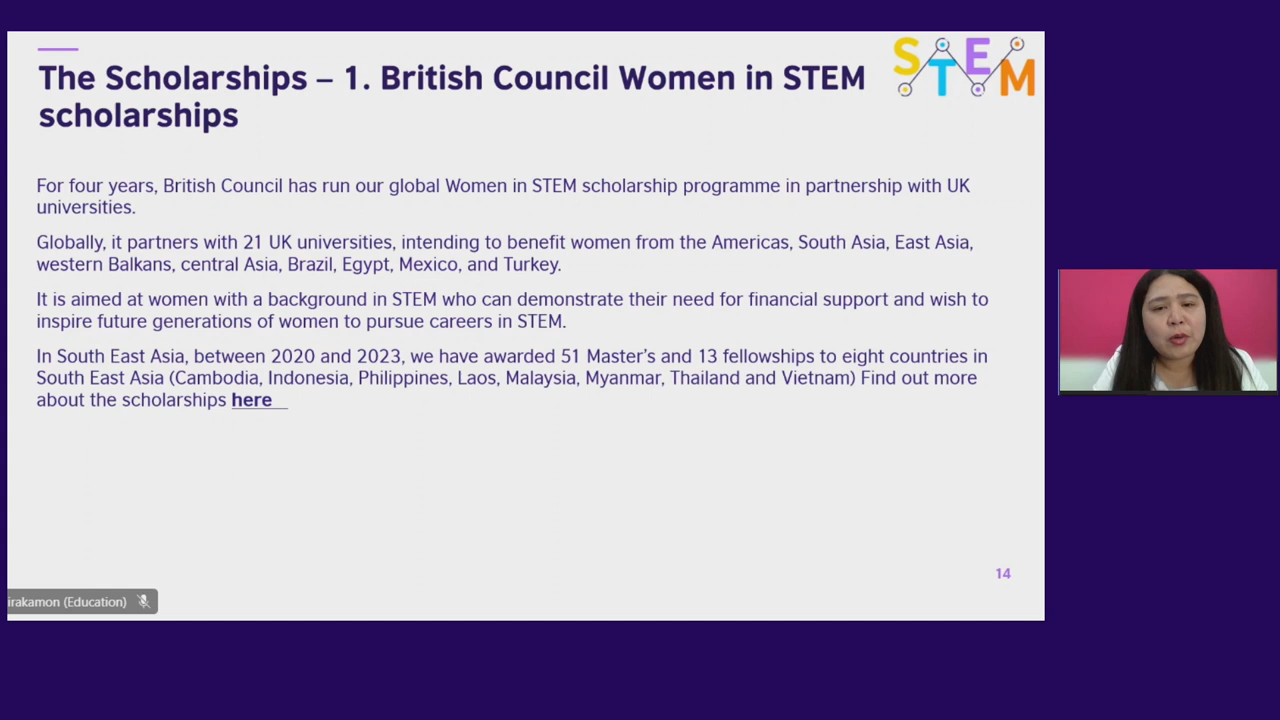 The Scholarships – 1. British Council Women in STEM
scholarships
STEM
For four years, British Council has run our global Women in STEM scholarship programme in partnership with UK
universities.
Globally, it partners with 21 UK universities, intending to benefit women from the Americas, South Asia, East Asia,
western Balkans, central Asia, Brazil, Egypt, Mexico, and Turkey.
It is aimed at women with a background in STEM who can demonstrate their need for financial support and wish to
inspire future generations of women to pursue careers in STEM.
In South East Asia, between 2020 and 2023, we have awarded 51 Master’s and 13 fellowships to eight countries in
South East Asia (Cambodia, Indonesia, Philippines, Laos, Malaysia, Myanmar, Thailand and Vietnam) Find out more
about the scholarships here
14
irakamon (Education)